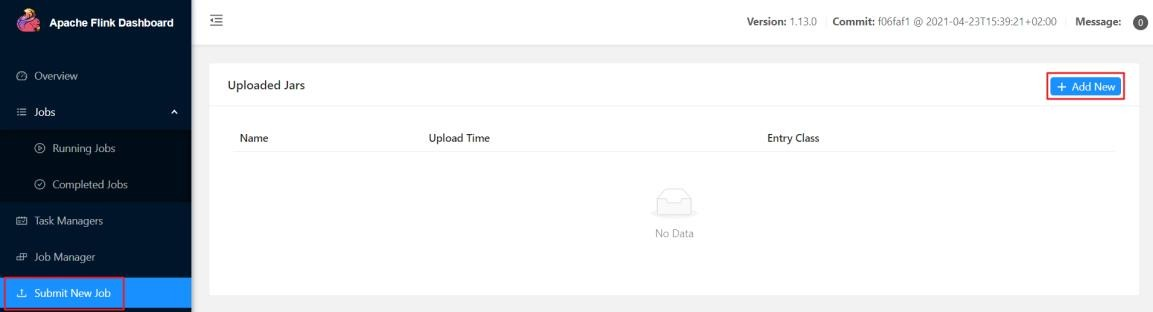 Apache Flink Dashboard
Version: 1.13.0 Commit: f06faf1 @ 2021-04-23T15:39:21+02:00 Message: 0
Overview
Jobs
Running Jobs
Completed Jobs
Task Managers
Job Manager
Submit New Job
Uploaded Jars
+ Add New
Name Upload Time Entry Class
No Data